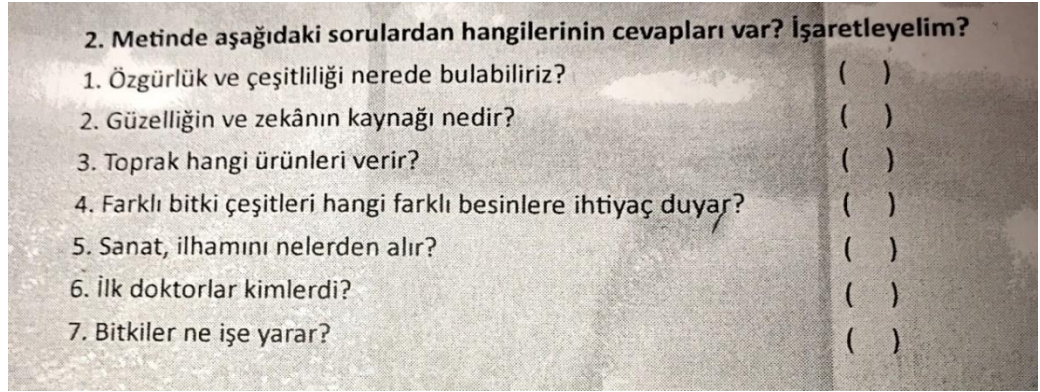 2. Metinde aşağıdaki sorulardan hangilerinin cevapları var? İşaretleyelim?
1. Özgürlük ve çeşitliliği nerede bulabiliriz? ( )
2. Güzelliğin ve zekânın kaynağı nedir? ( )
3. Toprak hangi ürünleri verir? ( )
4. Farklı bitki çeşitleri hangi farklı besinlere ihtiyaç duyar? ( )
5. Sanat, ilhamını nelerden alır? ( )
6. İlk doktorlar kimlerdi? ( )
7. Bitkiler ne işe yarar? ( )